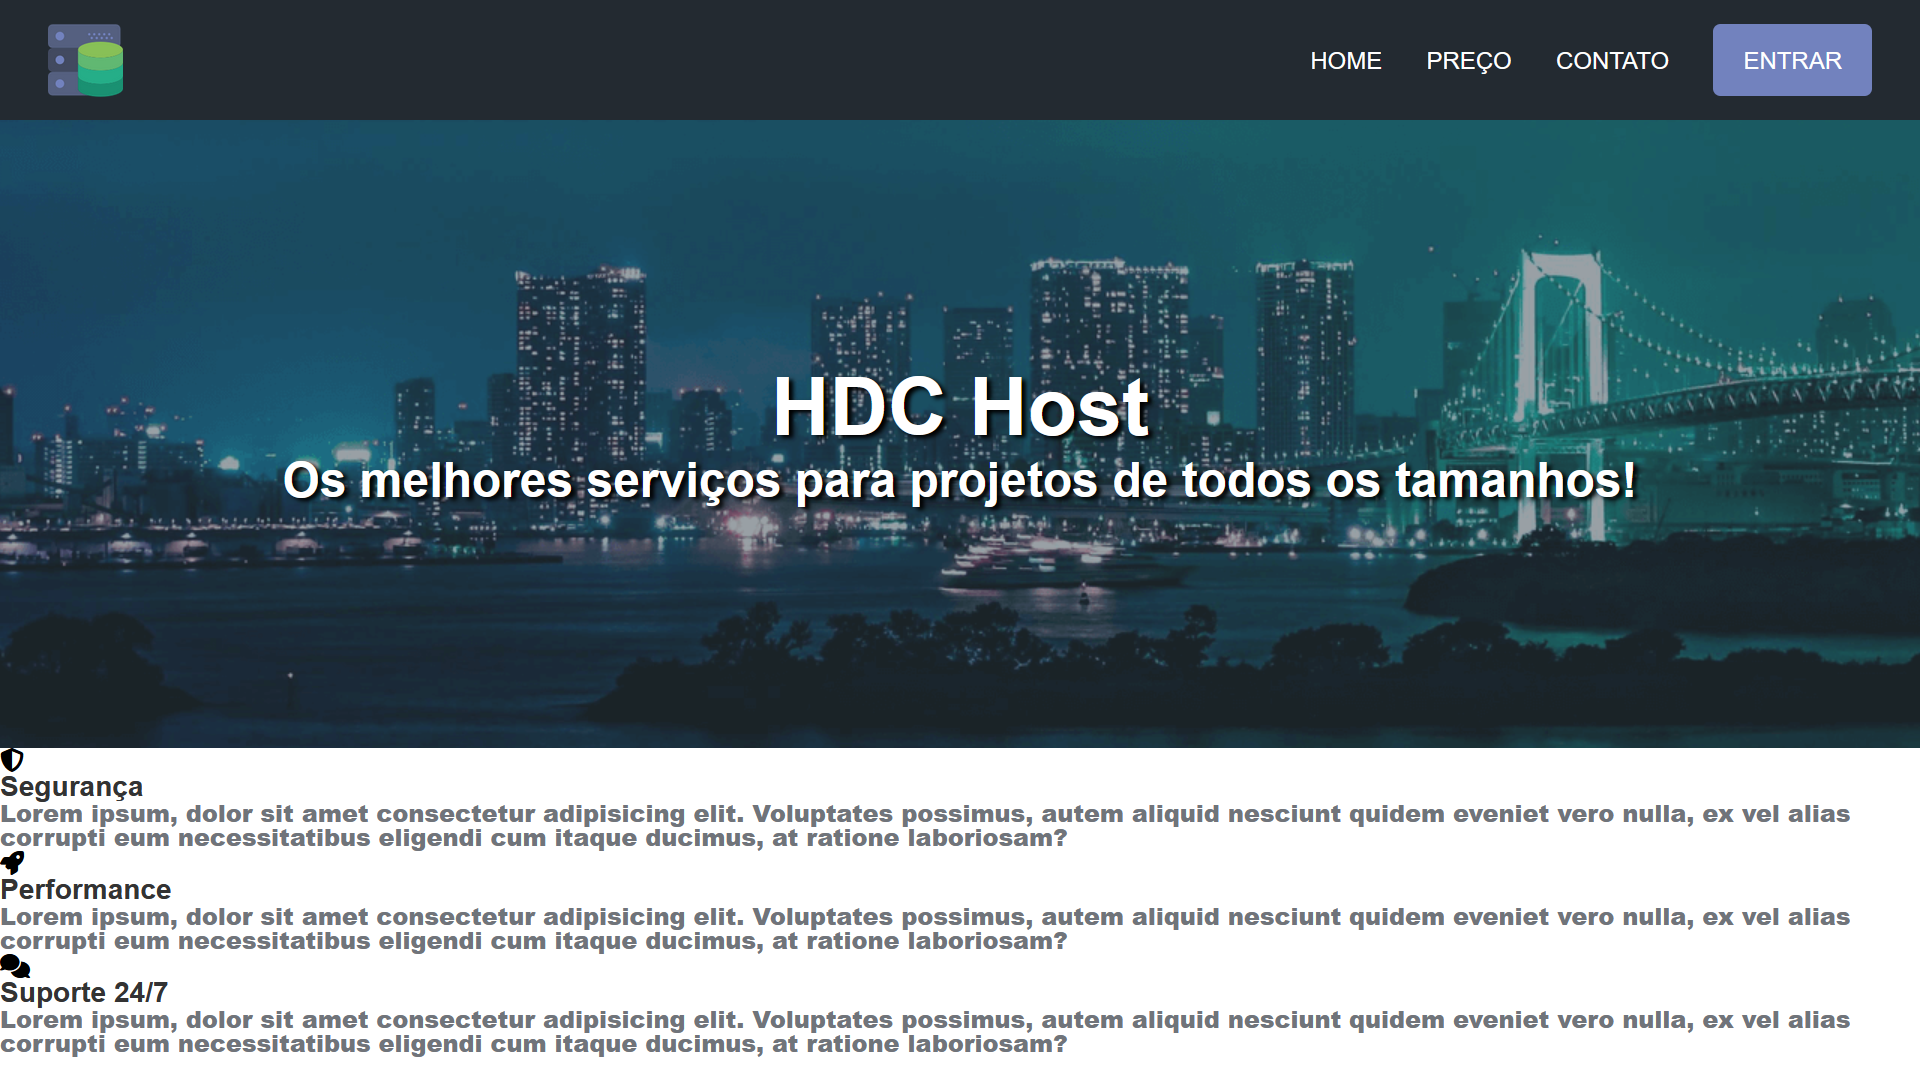 HOME PREÇO CONTATO ENTRAR
HDC Host
Os melhores serviços para projetos de todos os tamanhos!
Segurança
Lorem ipsum, dolor sit amet consectetur adipisicing elit. Voluptates possimus, autem aliquid nesciunt quidem eveniet vero nulla, ex vel alias
corrupti eum necessitatibus eligendi cum itaque ducimus, at ratione laboriosam?
Performance
Lorem ipsum, dolor sit amet consectetur adipisicing elit. Voluptates possimus, autem aliquid nesciunt quidem eveniet vero nulla, ex vel alias
corrupti eum necessitatibus eligendi cum itaque ducimus, at ratione laboriosam?
Suporte 24/7
Lorem ipsum, dolor sit amet consectetur adipisicing elit. Voluptates possimus, autem aliquid nesciunt quidem eveniet vero nulla, ex vel alias
corrupti eum necessitatibus eligendi cum itaque ducimus, at ratione laboriosam?